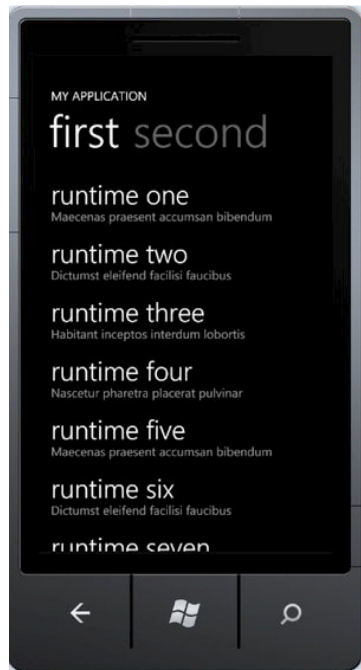 MY APPLICATION
first second
runtime one
Maecenas praesent accumsan bibendum
runtime two
Dictumst eleifend facilisi faucibus
runtime three
Habitant inceptos interdum lobortis
runtime four
Nascetur pharetra placerat pulvinar
runtime five
Maecenas praesent accumsan bibendum
runtime six
Dictumst eleifend facilisi faucibus
runtime seven